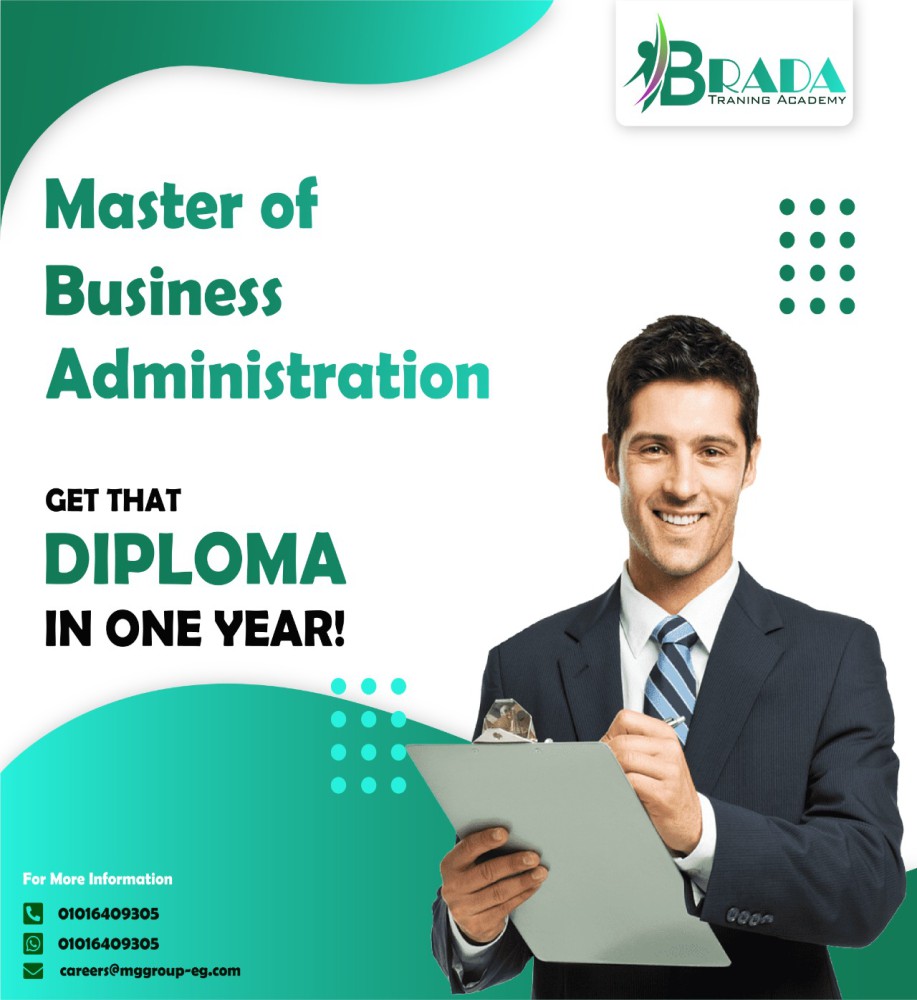 BRADA
TRANING ACADEMY
Master of
Business
Administration
GET THAT
DIPLOMA
IN ONE YEAR!
For More Information
01016409305
01016409305
careers@mggroup-eg.com